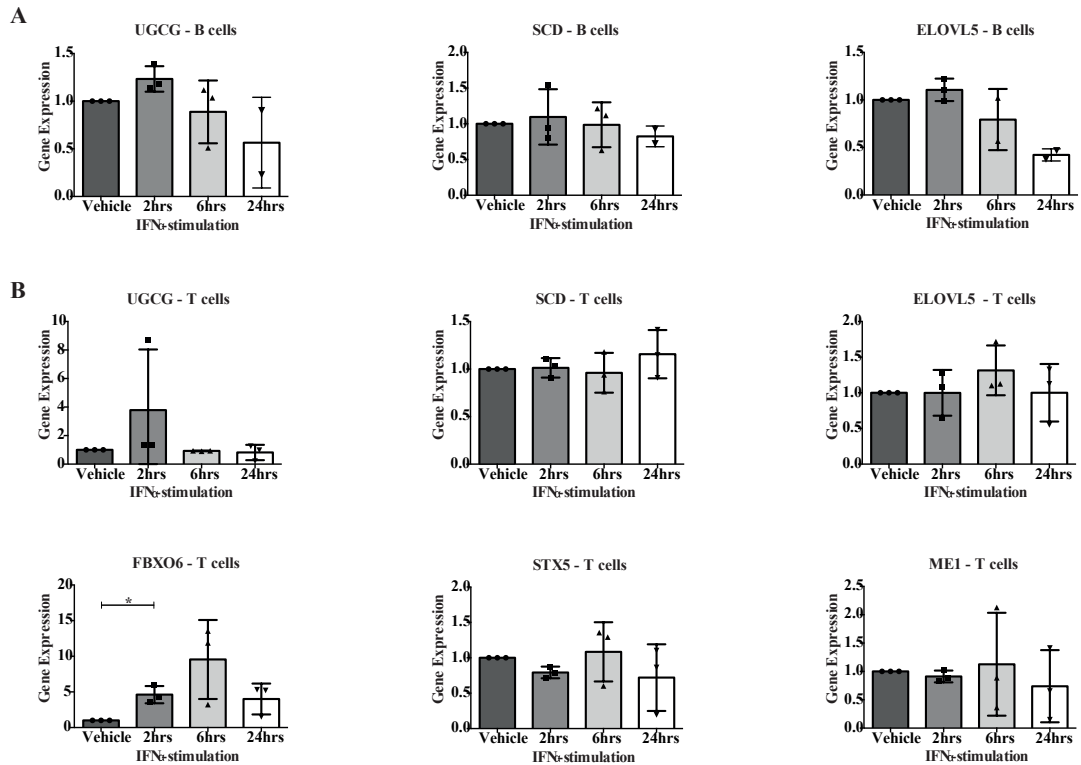 A
UGCG - B cells
SCD - B cells
ELOVL5 - B cells
Gene Expression
1.5
1.0
0.5
0.0
Vehicle 2hrs 6hrs 24hrs
IFNα-stimulation
Gene Expression
2.0
1.5
1.0
0.5
0.0
Vehicle 2hrs 6hrs 24hrs
IFNα-stimulation
Gene Expression
1.5
1.0
0.5
0.0
Vehicle 2hrs 6hrs 24hrs
IFNα-stimulation
B
UGCG - T cells
SCD - T cells
ELOVL5 - T cells
Gene Expression
10
8
6
4
2
0
Vehicle 2hrs 6hrs 24hrs
IFNα-stimulation
Gene Expression
1.5
1.0
0.5
0.0
Vehicle 2hrs 6hrs 24hrs
IFNα-stimulation
Gene Expression
2.0
1.5
1.0
0.5
0.0
Vehicle 2hrs 6hrs 24hrs
IFNα-stimulation
FBXO6 - T cells
STX5 - T cells
ME1 - T cells
Gene Expression
20
15
10
5
0
*
Vehicle 2hrs 6hrs 24hrs
IFNα-stimulation
Gene Expression
2.0
1.5
1.0
0.5
0.0
Vehicle 2hrs 6hrs 24hrs
IFNα-stimulation
Gene Expression
2.5
2.0
1.5
1.0
0.5
0.0
Vehicle 2hrs 6hrs 24hrs
IFNα-stimulation